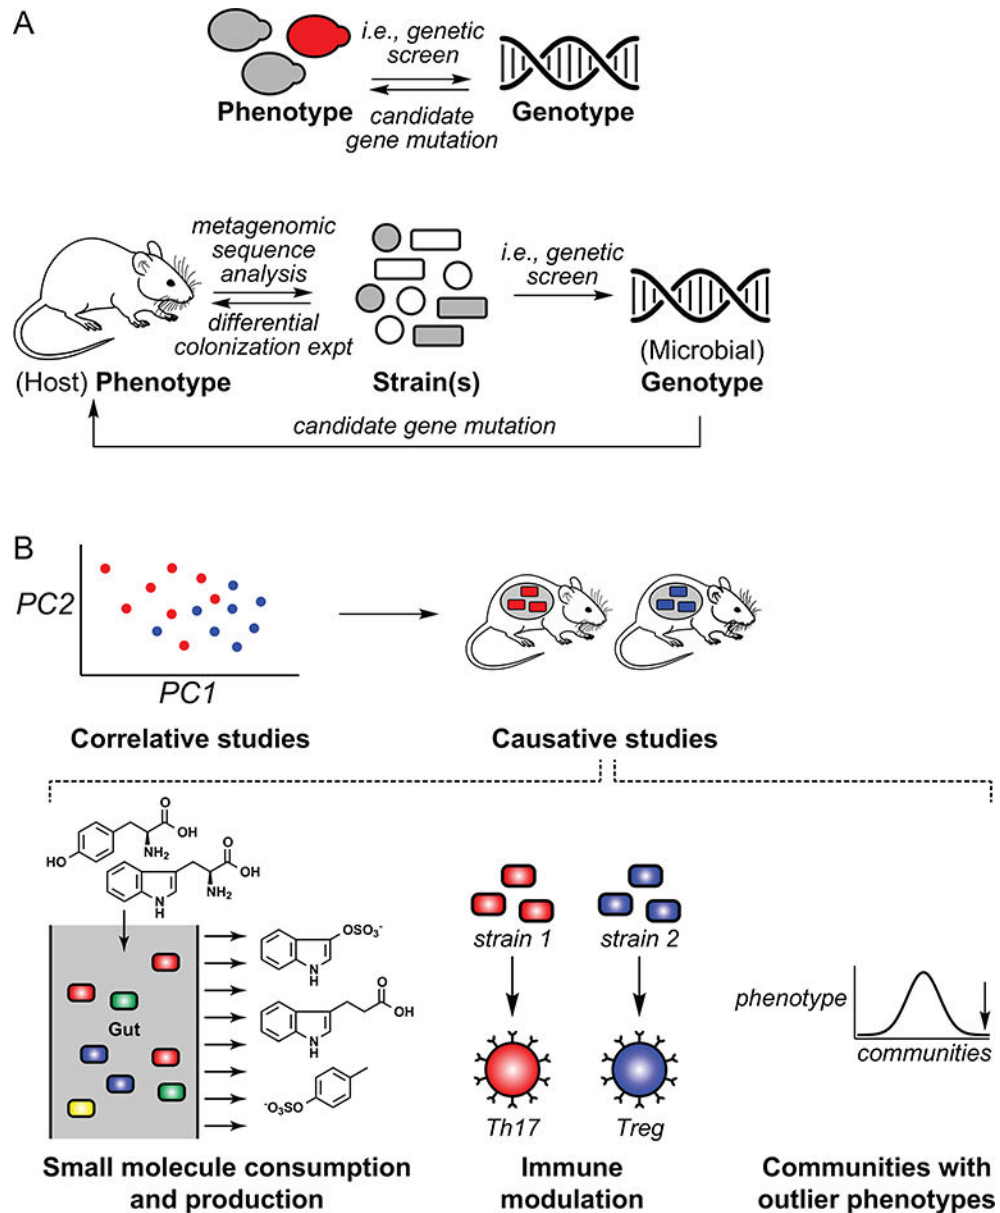 A
i.e., genetic
screen
Phenotype
candidate
gene mutation
Genotype
metagenomic
sequence
analysis
differential
colonization expt
i.e., genetic
screen
(Host) Phenotype
Strain(s)
(Microbial)
Genotype
candidate gene mutation
B
PC2
PC1
Correlative studies
Causative studies
O
OH
NH₂
HO
O
OH
NH₂
N
H
Gut
OSO₃⁻
N
H
O
OH
N
H
⁻O₃SO
Small molecule consumption
and production
strain 1
strain 2
Th17
Treg
Immune
modulation
phenotype
communities
Communities with
outlier phenotypes